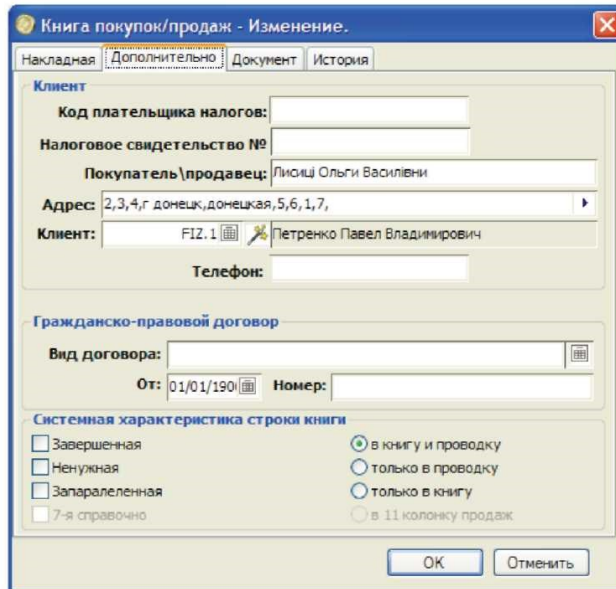 Книга покупок/продаж - Изменение.
Накладная Дополнительно Документ История
Клиент
Код плательщика налогов:
Налоговое свидетельство №
Покупатель\продавец: Лисиці Ольги Василівни
Адрес: 2,3,4,г донецк,донецкая,5,6,1,7,
Клиент: FIZ.1 Петренко Павел Владимирович
Телефон:
Гражданско-правовой договор
Вид договора:
От: 01/01/190 Номер:
Системная характеристика строки книги
Завершенная в книгу и проводку
Ненужная только в проводку
Запаралеленная только в книгу
7-я справочно в 11 колонку продаж
OK Отменить